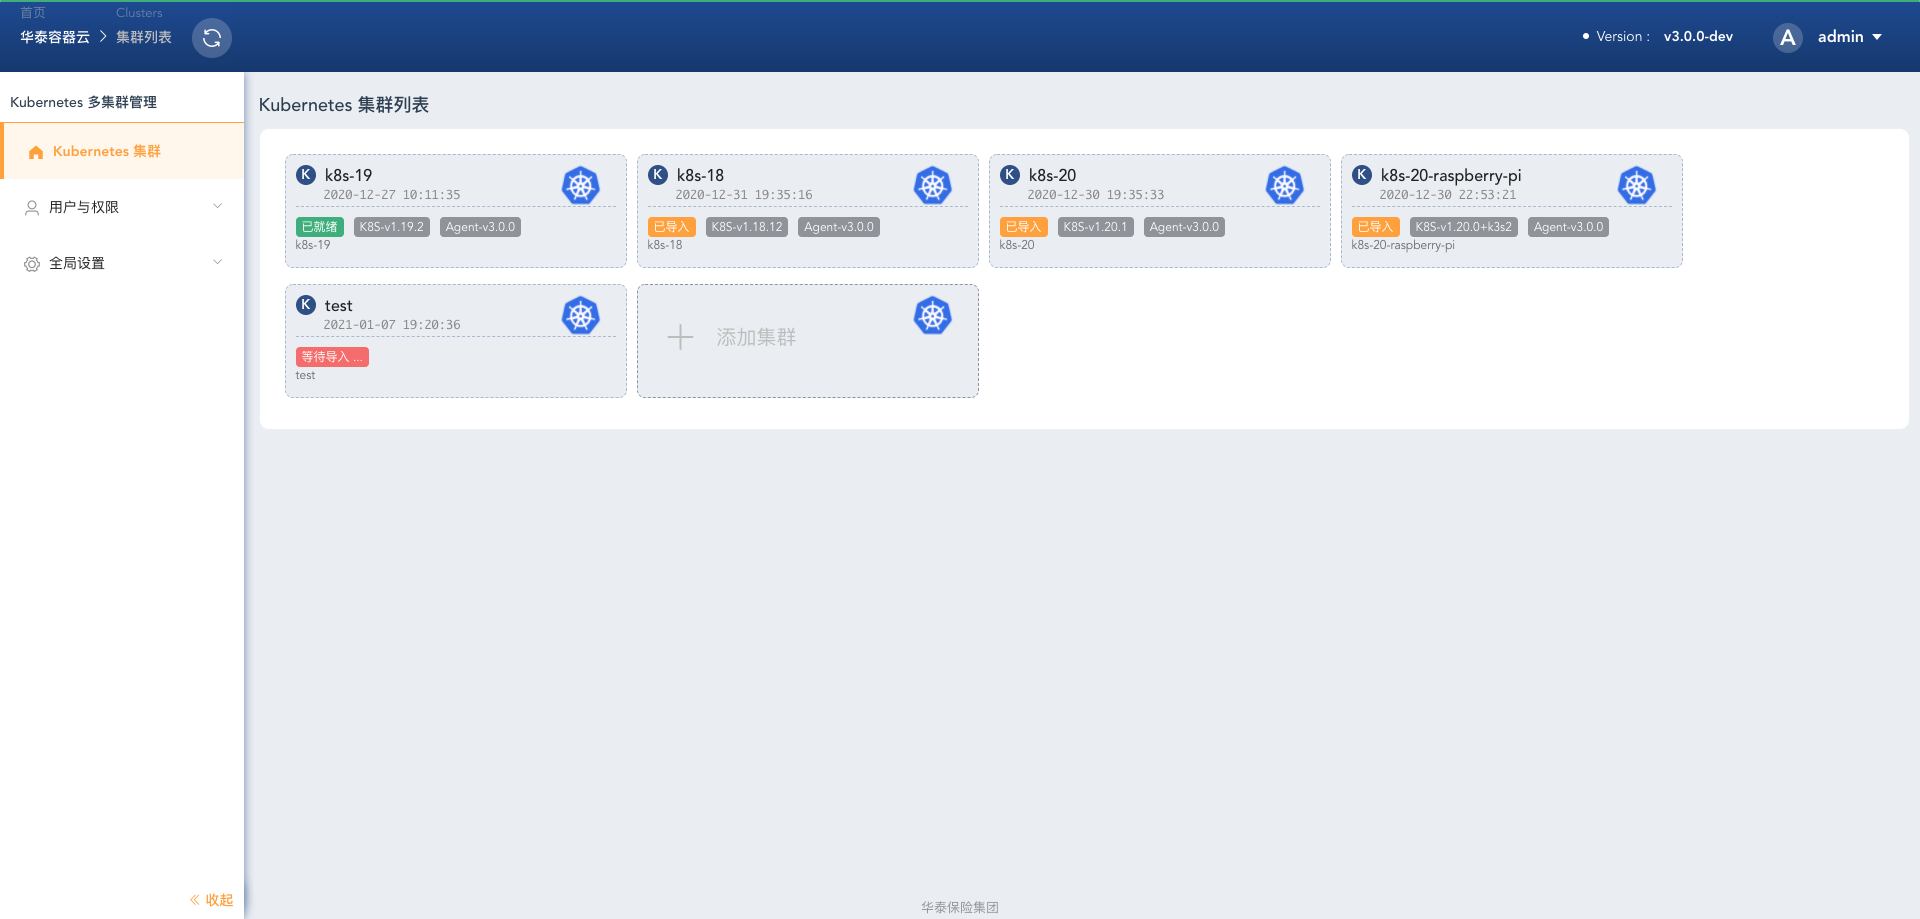 首页 Clusters
华泰容器云 集群列表
Version : v3.0.0-dev
A admin
Kubernetes 多集群管理
Kubernetes 集群
用户与权限
全局设置
收起
Kubernetes 集群列表
K k8s-19
2020-12-27 10:11:35
已就绪 K8S-v1.19.2 Agent-v3.0.0
k8s-19
K k8s-18
2020-12-31 19:35:16
已导入 K8S-v1.18.12 Agent-v3.0.0
k8s-18
K k8s-20
2020-12-30 19:35:33
已导入 K8S-v1.20.1 Agent-v3.0.0
k8s-20
K k8s-20-raspberry-pi
2020-12-30 22:53:21
已导入 K8S-v1.20.0+k3s2 Agent-v3.0.0
k8s-20-raspberry-pi
K test
2021-01-07 19:20:36
等待导入 ...
test
添加集群
华泰保险集团